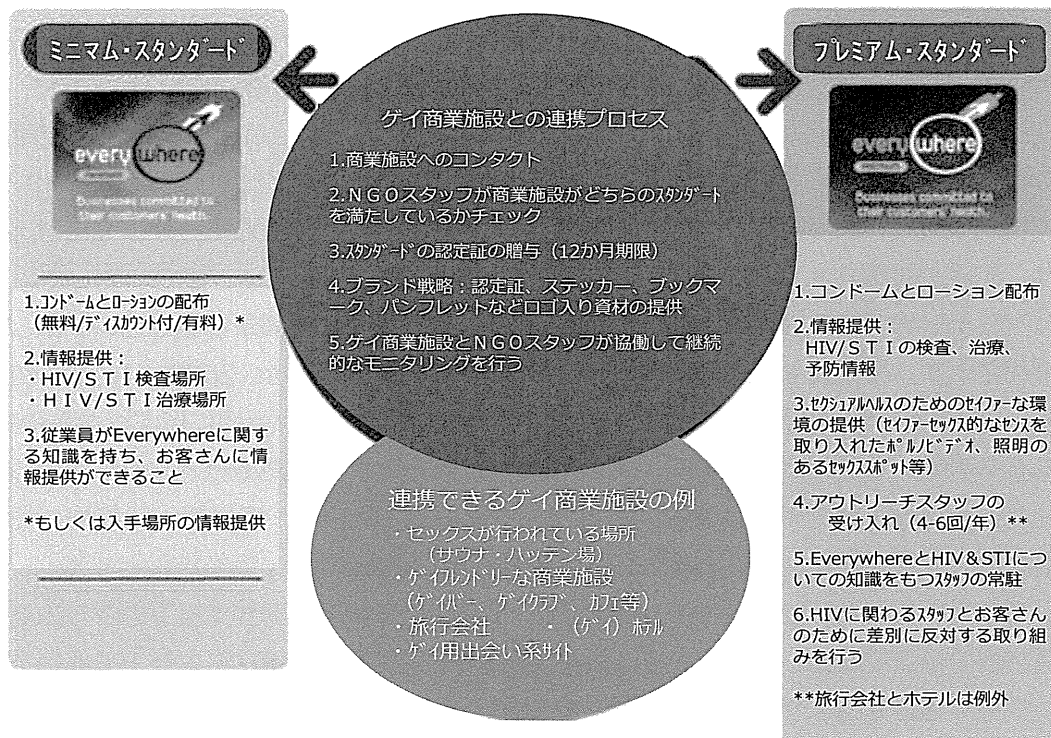 ミニマム・スタンダード
every where
Businesses committed to
their customers' health.
1.コンドームとローションの配布
（無料/ディスカウント付/有料）*
2.情報提供：
・HIV/STI検査場所
・HIV/STI治療場所
3.従業員がEverywhereに関す
る知識を持ち、お客さんに情
報提供ができること
*もしくは入手場所の情報提供
ゲイ商業施設との連携プロセス
1.商業施設へのコンタクト
2.NGOスタッフが商業施設がどちらのスタンダート
を満たしているかチェック
3.スタンダードの認定証の贈与（12か月期限）
4.ブランド戦略：認定証、ステッカー、ブックマ
ーク、パンフレットなどロゴ入り資材の提供
5.ゲイ商業施設とNGOスタッフが協働して継続
的なモニタリングを行う
連携できるゲイ商業施設の例
・セックスが行われている場所
（サウナ・ハッテン場）
・ゲイフレンドリーな商業施設
（ゲイバー、ゲイクラブ、カフェ等）
・旅行会社　・（ゲイ）ホテル
・ゲイ用出会い系サイト
プレミアム・スタンダード
every where
Businesses committed to
their customers' health.
1.コンドームとローション配布
2.情報提供：
HIV/STIの検査、治療、
予防情報
3.セクシュアルヘルスのためのセイファーな環
境の提供（セイファーセックス的なセンスを
取り入れたポルノビデオ、照明の
あるセックススポット等）
4.アウトリーチスタッフの
受け入れ（4-6回/年）**
5.EverywhereとHIV&STIにつ
いての知識をもつスタッフの常駐
6.HIVに関わるスタッフとお客さん
のために差別に反対する取り組
みを行う
**旅行会社とホテルは例外